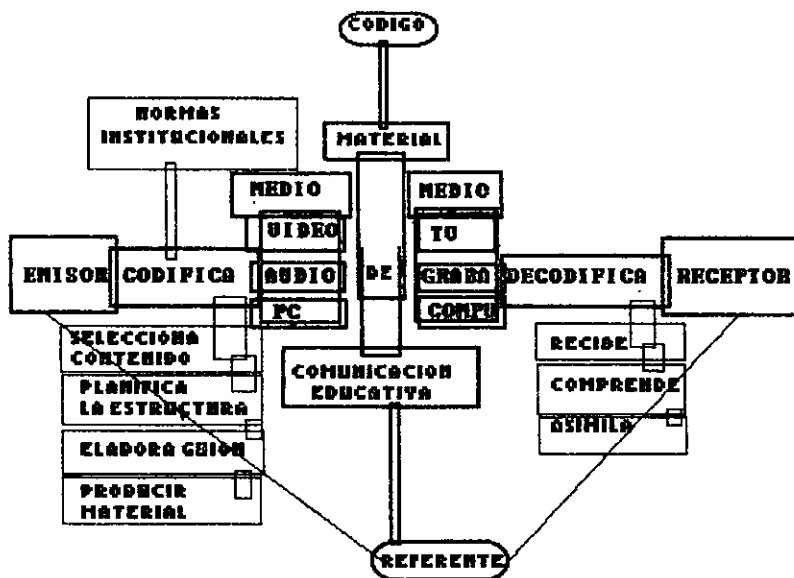 CODIGO
NORMAS
INSTITUCIONALES
MATERIAL
MEDIO
MEDIO
VIDEO
TV
EMISOR
CODIFICA
AUDIO
DE
GRABA
DECODIFICA
RECEPTOR
PC
COMPU
SELECCIONA
CONTENIDO
RECIBE
COMUNICACION
EDUCATIVA
PLANIFICA
LA ESTRUCTURA
COMPRENDE
ASIMILA
ELADORA GUION
PRODUCIR
MATERIAL
REFERENTE